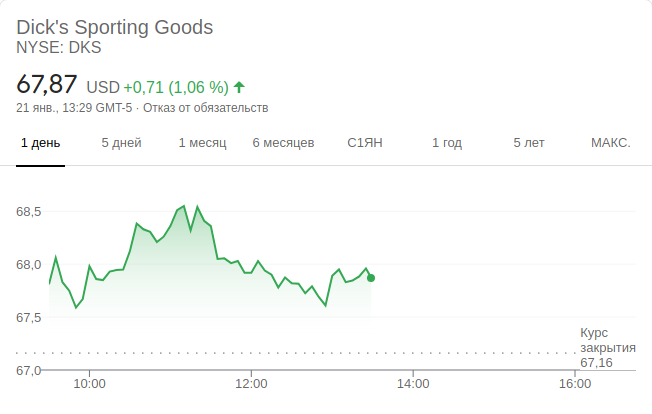 Dick's Sporting Goods
NYSE: DKS
67,87 USD +0,71 (1,06 %)
21 янв., 13:29 GMT-5 · Отказ от обязательств
1 день 5 дней 1 месяц 6 месяцев С1ЯН 1 год 5 лет МАКС.
68,5
68,0
67,5
67,0
Курс
закрытия
67,16
10:00 12:00 14:00 16:00